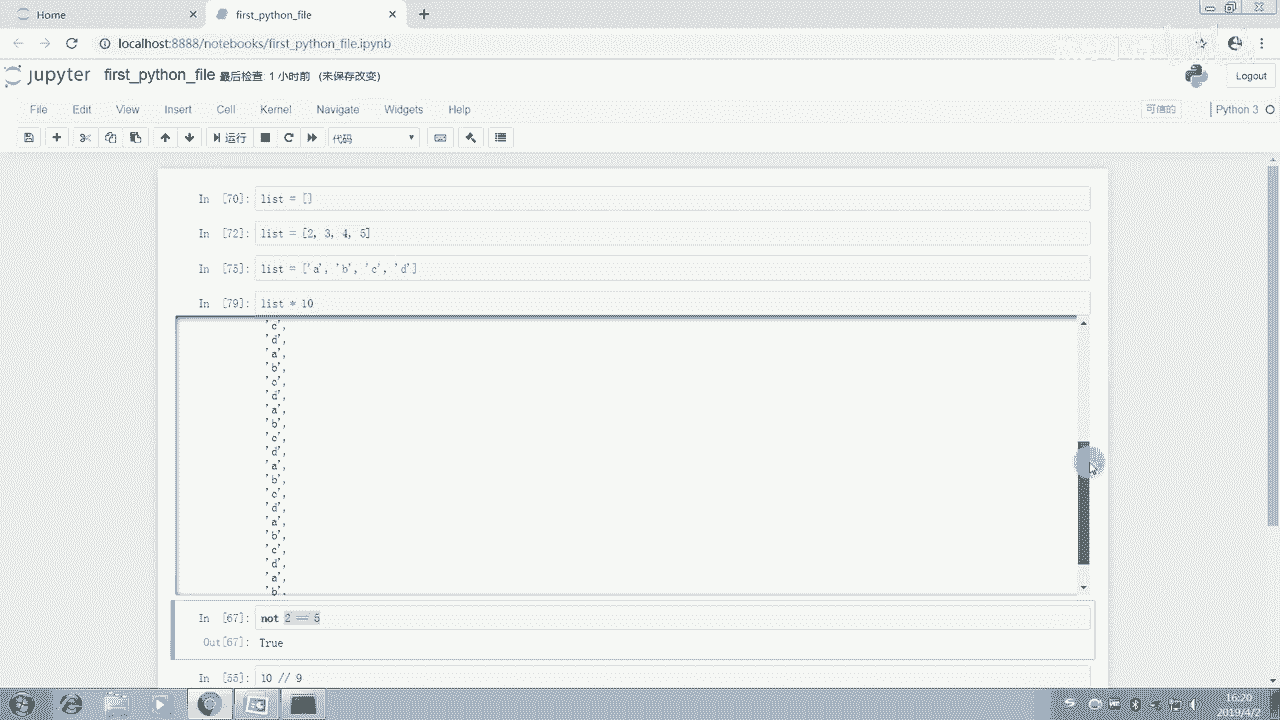 Home
first_python_file
localhost:8888/notebooks/first_python_file.ipynb
jupyter first_python_file 最后检查: 1 小时前 (未保存改变)
Logout
File Edit View Insert Cell Kernel Navigate Widgets Help
可信的
Python 3
运行
代码
In [70]: list = []
In [72]: list = [2, 3, 4, 5]
In [75]: list = ['a', 'b', 'c', 'd']
In [79]: list * 10
'c',
'd',
'a',
'b',
'c',
'd',
'a',
'b',
'c',
'd',
'a',
'b',
'c',
'd',
'a',
'b',
'c',
'd',
'a',
'b',
In [67]: not 2 == 5
Out[67]: True
In [55]: 10 // 9
16:20
2019/4/2